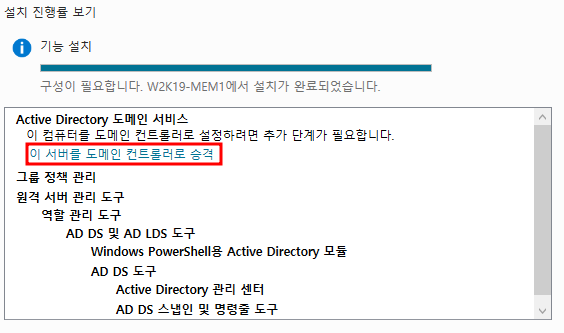 설치 진행률 보기
기능 설치
구성이 필요합니다. W2K19-MEM1에서 설치가 완료되었습니다.
Active Directory 도메인 서비스
이 컴퓨터를 도메인 컨트롤러로 설정하려면 추가 단계가 필요합니다.
이 서버를 도메인 컨트롤러로 승격
그룹 정책 관리
원격 서버 관리 도구
역할 관리 도구
AD DS 및 AD LDS 도구
Windows PowerShell용 Active Directory 모듈
AD DS 도구
Active Directory 관리 센터
AD DS 스냅인 및 명령줄 도구